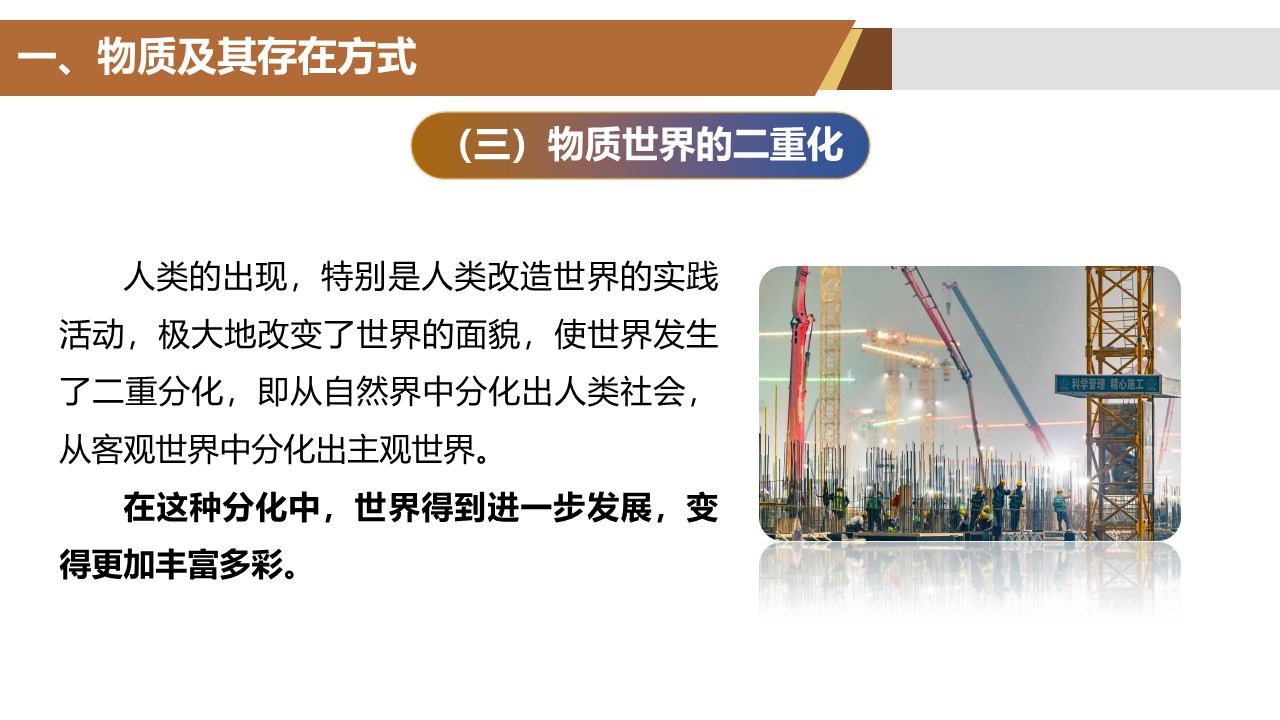 一、物质及其存在方式
（三）物质世界的二重化
人类的出现，特别是人类改造世界的实践
活动，极大地改变了世界的面貌，使世界发生
了二重分化，即从自然界中分化出人类社会，
从客观世界中分化出主观世界。
在这种分化中，世界得到进一步发展，变
得更加丰富多彩。
科学管理 精心施工